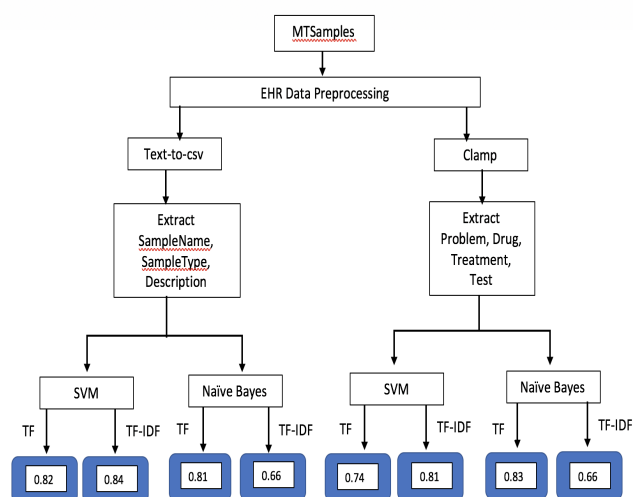 MTSamples
EHR Data Preprocessing
Text-to-csv
Clamp
Extract
SampleName,
SampleType,
Description
Extract
Problem, Drug,
Treatment,
Test
SVM
Naïve Bayes
SVM
Naïve Bayes
TF
TF-IDF
TF
TF-IDF
TF
TF-IDF
TF
TF-IDF
0.82
0.84
0.81
0.66
0.74
0.81
0.83
0.66